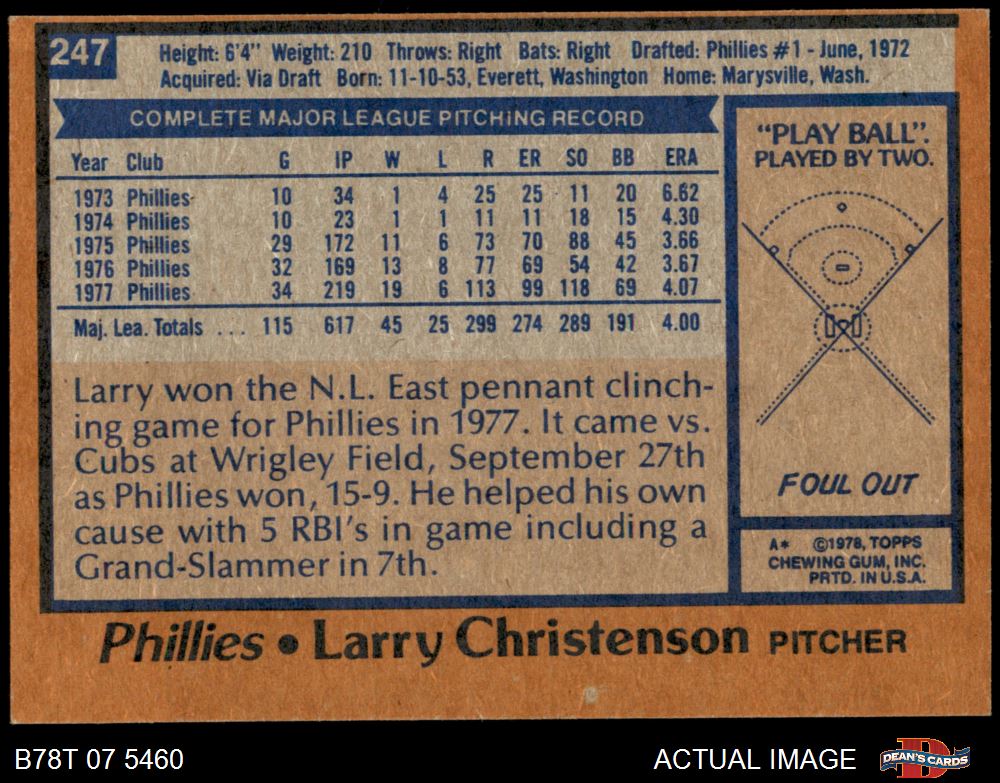 247
Height: 6'4" Weight: 210 Throws: Right Bats: Right Drafted: Phillies #1 - June, 1972
Acquired: Via Draft Born: 11-10-53, Everett, Washington Home: Marysville, Wash.
COMPLETE MAJOR LEAGUE PITCHING RECORD
Year Club G IP W L R ER SO BB ERA
1973 Phillies 10 34 1 4 25 25 11 20 6.62
1974 Phillies 10 23 1 1 11 11 18 15 4.30
1975 Phillies 29 172 11 6 73 70 88 45 3.66
1976 Phillies 32 169 13 8 77 69 54 42 3.67
1977 Phillies 34 219 19 6 113 99 118 69 4.07
Maj. Lea. Totals ... 115 617 45 25 299 274 289 191 4.00
Larry won the N.L. East pennant clinch-
ing game for Phillies in 1977. It came vs.
Cubs at Wrigley Field, September 27th
as Phillies won, 15-9. He helped his own
cause with 5 RBI's in game including a
Grand-Slammer in 7th.
"PLAY BALL".
PLAYED BY TWO.
FOUL OUT
A* ©1978, TOPPS
CHEWING GUM, INC.
PRTD. IN U.S.A.
Phillies • Larry Christenson PITCHER
B78T 07 5460 ACTUAL IMAGE
D
DEAN'S CARDS